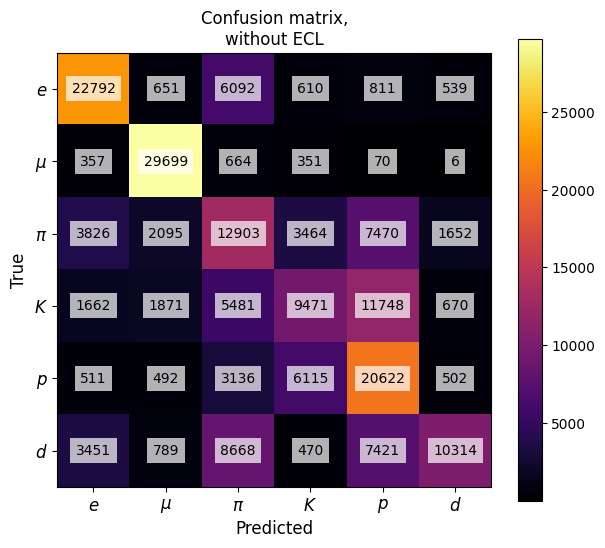 Confusion matrix,
without ECL
e 22792 651 6092 610 811 539
μ 357 29699 664 351 70 6
π 3826 2095 12903 3464 7470 1652
K 1662 1871 5481 9471 11748 670
p 511 492 3136 6115 20622 502
d 3451 789 8668 470 7421 10314
e μ π K p d
True
Predicted
25000
20000
15000
10000
5000